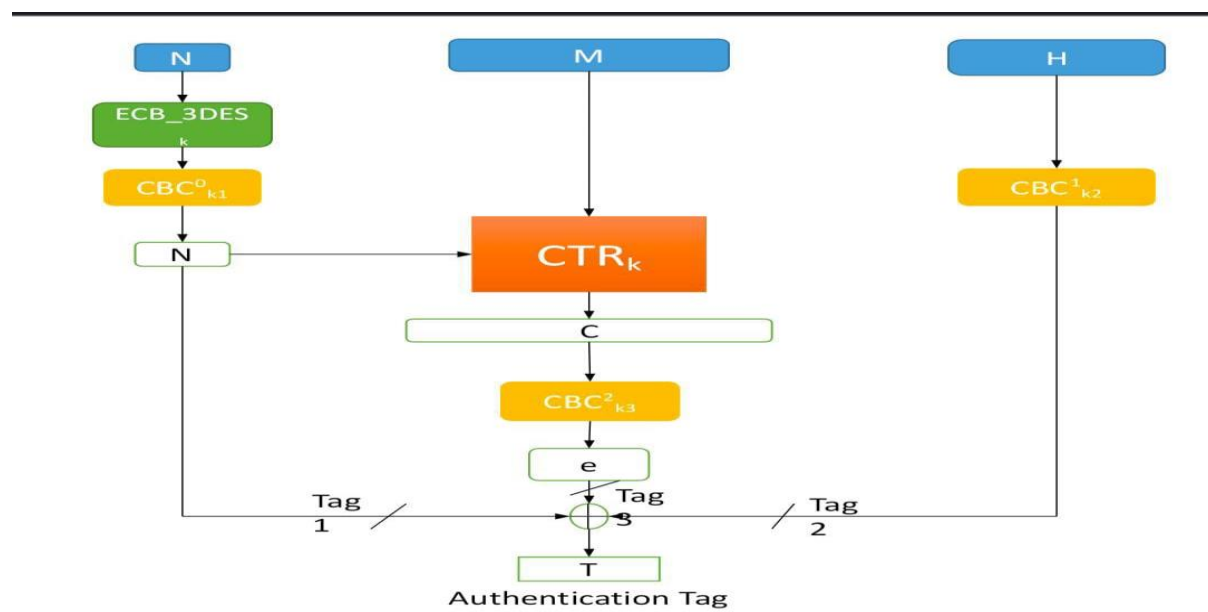 N
M
H
ECB_3DES
k
CBC⁰k1
CBC¹k2
N
CTRk
C
CBC²k3
e
Tag
1
Tag
3
Tag
2
T
Authentication Tag